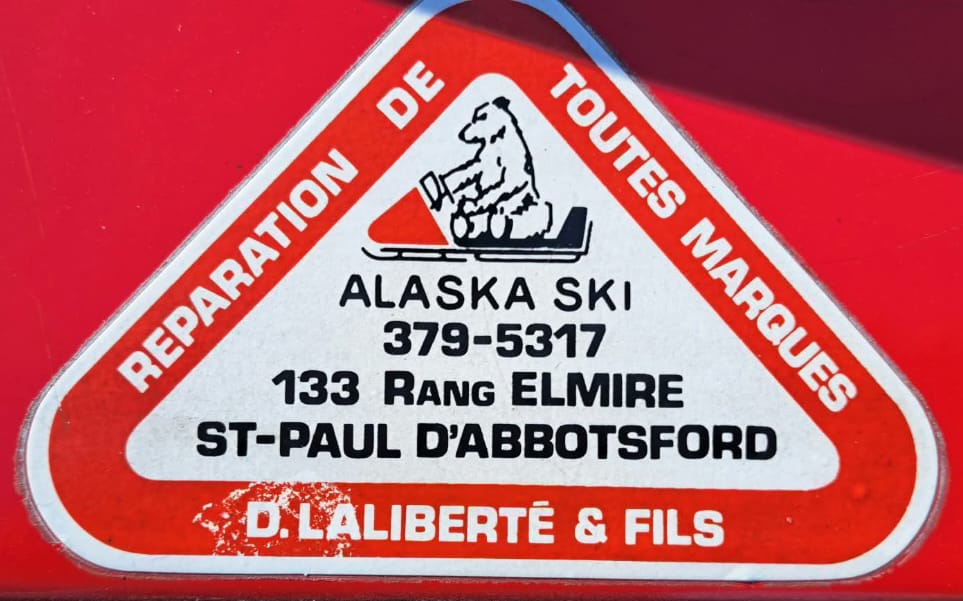 REPARATION DE TOUTES MARQUES
ALASKA SKI
379-5317
133 RANG ELMIRE
ST-PAUL D'ABBOTSFORD
D. LALIBERTÉ & FILS